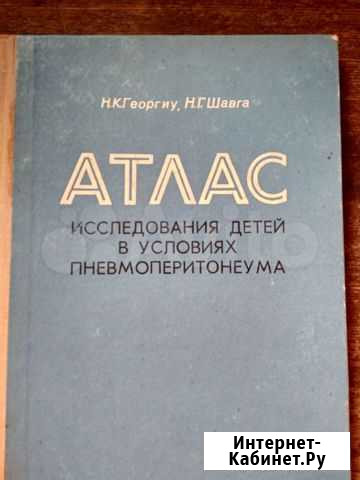 Н.К.Георгиу, Н.Г.Шавга
АТЛАС
ИССЛЕДОВАНИЯ ДЕТЕЙ
В УСЛОВИЯХ
ПНЕВМОПЕРИТОНЕУМА
Интернет-
Кабинет.Ру